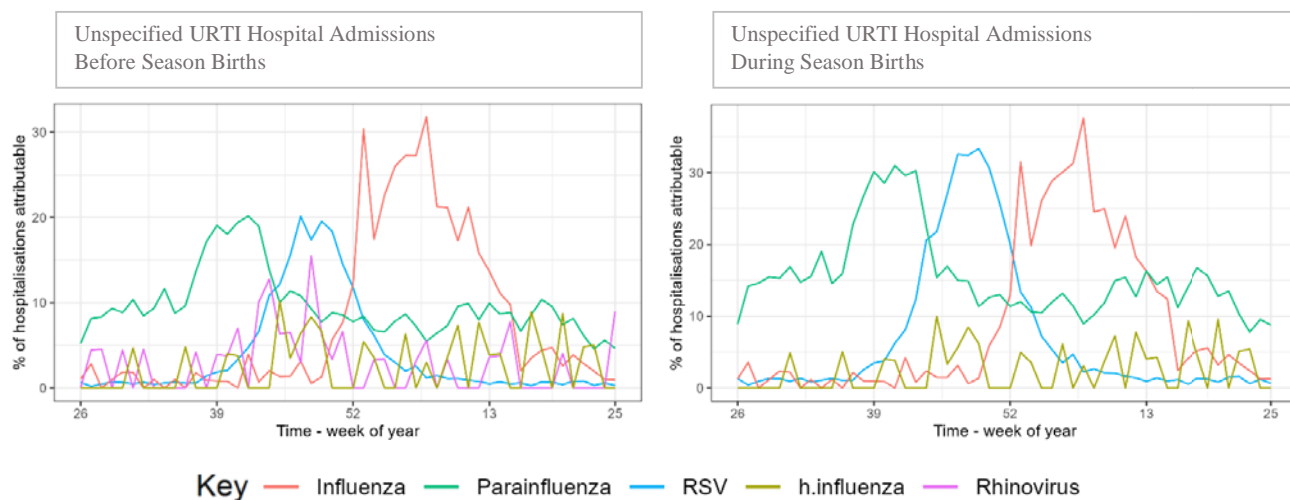 Unspecified URTI Hospital Admissions
Before Season Births
% of hospitalisations attributable
30
20
10
0
26
39
52
13
25
Time - week of year
Unspecified URTI Hospital Admissions
During Season Births
% of hospitalisations attributable
30
20
10
0
26
39
52
13
25
Time - week of year
Key Influenza Parainfluenza RSV h.influenza Rhinovirus